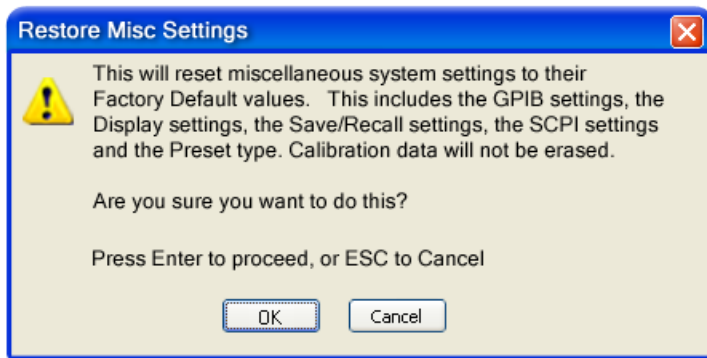 Restore Misc Settings
This will reset miscellaneous system settings to their
Factory Default values.   This includes the GPIB settings, the
Display settings, the Save/Recall settings, the SCPI settings
and the Preset type. Calibration data will not be erased.
Are you sure you want to do this?
Press Enter to proceed, or ESC to Cancel
OK
Cancel